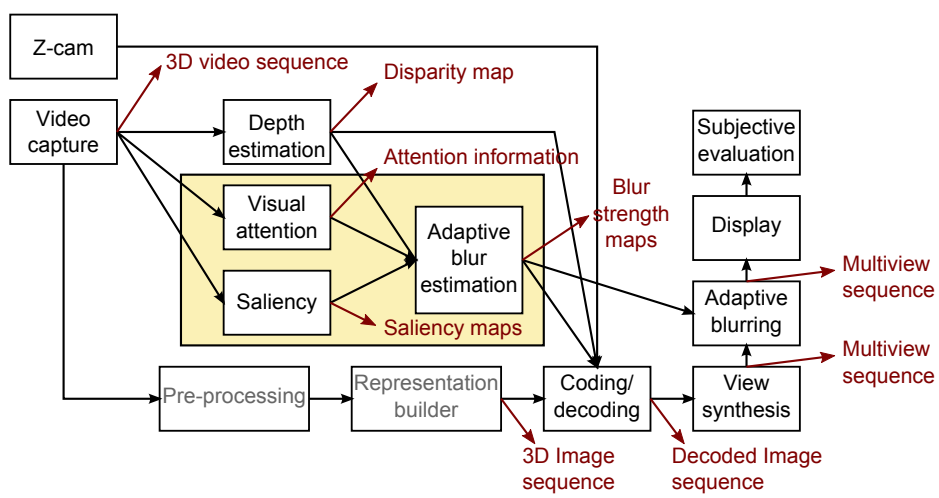 Z-cam
3D video sequence
Disparity map
Video
capture
Depth
estimation
Subjective
evaluation
Attention information
Visual
attention
Blur
strength
maps
Adaptive
blur
estimation
Display
Saliency
Saliency maps
Multiview
sequence
Adaptive
blurring
Multiview
sequence
Pre-processing
Representation
builder
Coding/
decoding
View
synthesis
3D Image
sequence
Decoded Image
sequence